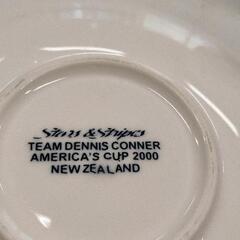 Stars & Stripes
TEAM DENNIS CONNER
AMERICA'S CUP 2000
NEW ZEALAND